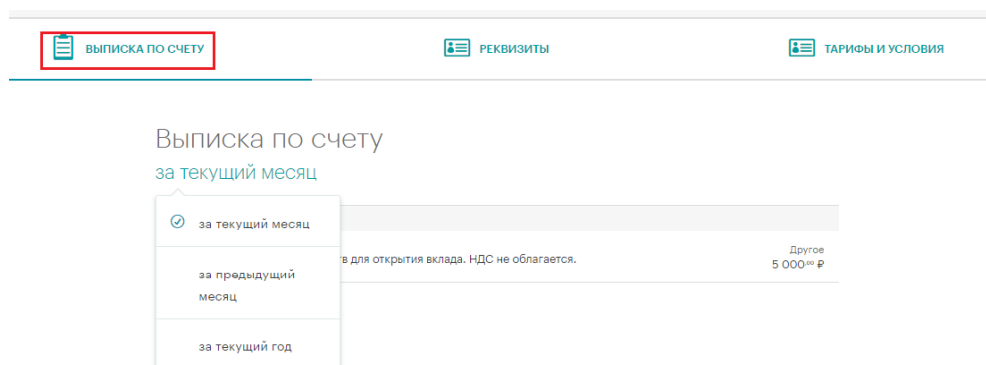 ВЫПИСКА ПО СЧЕТУ
РЕКВИЗИТЫ
ТАРИФЫ И УСЛОВИЯ
Выписка по счету
за текущий месяц
за текущий месяц
для открытия вклада. НДС не облагается.
Другое
5 000,00 ₽
за предыдущий
месяц
за текущий год